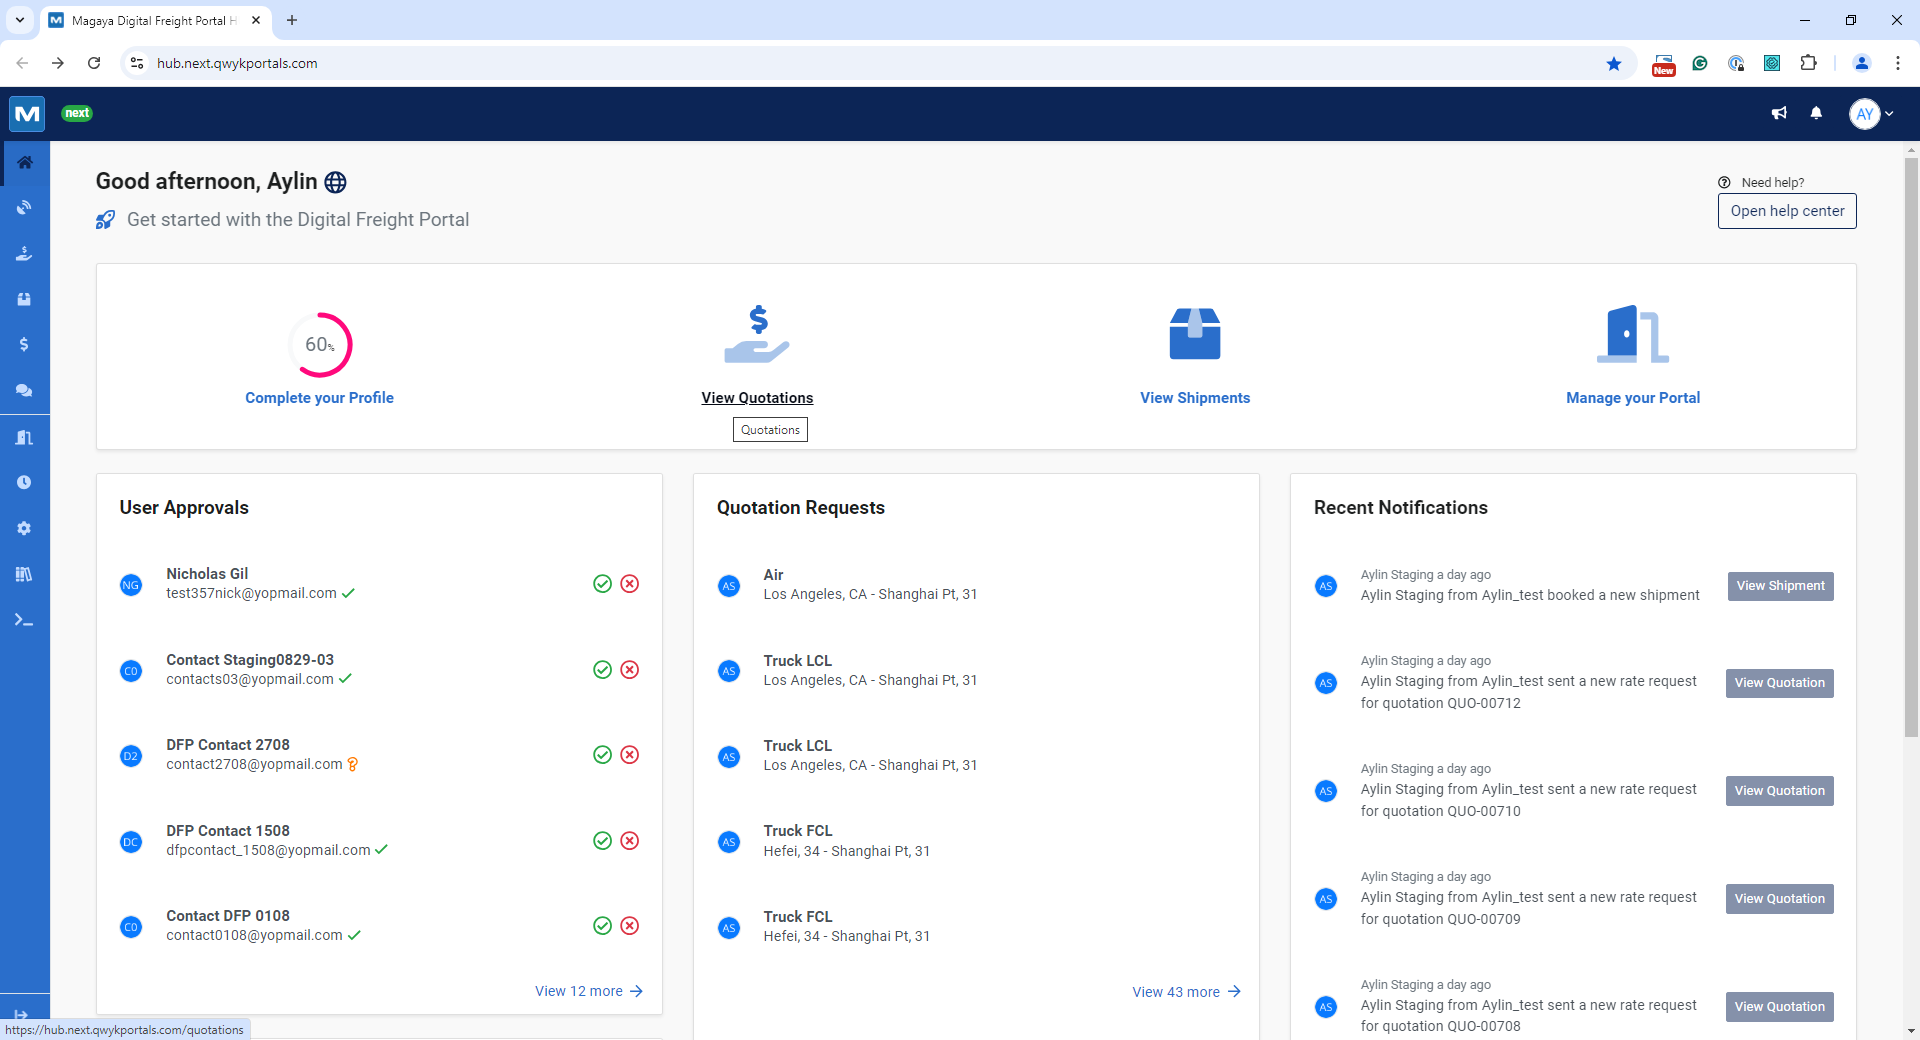 Magaya Digital Freight Portal H
hub.next.qwykportals.com
New
next
AY
Good afternoon, Aylin
Get started with the Digital Freight Portal
Need help?
Open help center
60%
Complete your Profile
View Quotations
Quotations
View Shipments
Manage your Portal
User Approvals
NG
Nicholas Gil
test357nick@yopmail.com
C0
Contact Staging0829-03
contacts03@yopmail.com
D2
DFP Contact 2708
contact2708@yopmail.com
DC
DFP Contact 1508
dfpcontact_1508@yopmail.com
C0
Contact DFP 0108
contact0108@yopmail.com
View 12 more
Quotation Requests
AS
Air
Los Angeles, CA - Shanghai Pt, 31
AS
Truck LCL
Los Angeles, CA - Shanghai Pt, 31
AS
Truck LCL
Los Angeles, CA - Shanghai Pt, 31
AS
Truck FCL
Hefei, 34 - Shanghai Pt, 31
AS
Truck FCL
Hefei, 34 - Shanghai Pt, 31
View 43 more
Recent Notifications
AS
Aylin Staging a day ago
Aylin Staging from Aylin_test booked a new shipment
View Shipment
AS
Aylin Staging a day ago
Aylin Staging from Aylin_test sent a new rate request
for quotation QUO-00712
View Quotation
AS
Aylin Staging a day ago
Aylin Staging from Aylin_test sent a new rate request
for quotation QUO-00710
View Quotation
AS
Aylin Staging a day ago
Aylin Staging from Aylin_test sent a new rate request
for quotation QUO-00709
View Quotation
AS
Aylin Staging a day ago
Aylin Staging from Aylin_test sent a new rate request
for quotation QUO-00708
View Quotation
https://hub.next.qwykportals.com/quotations